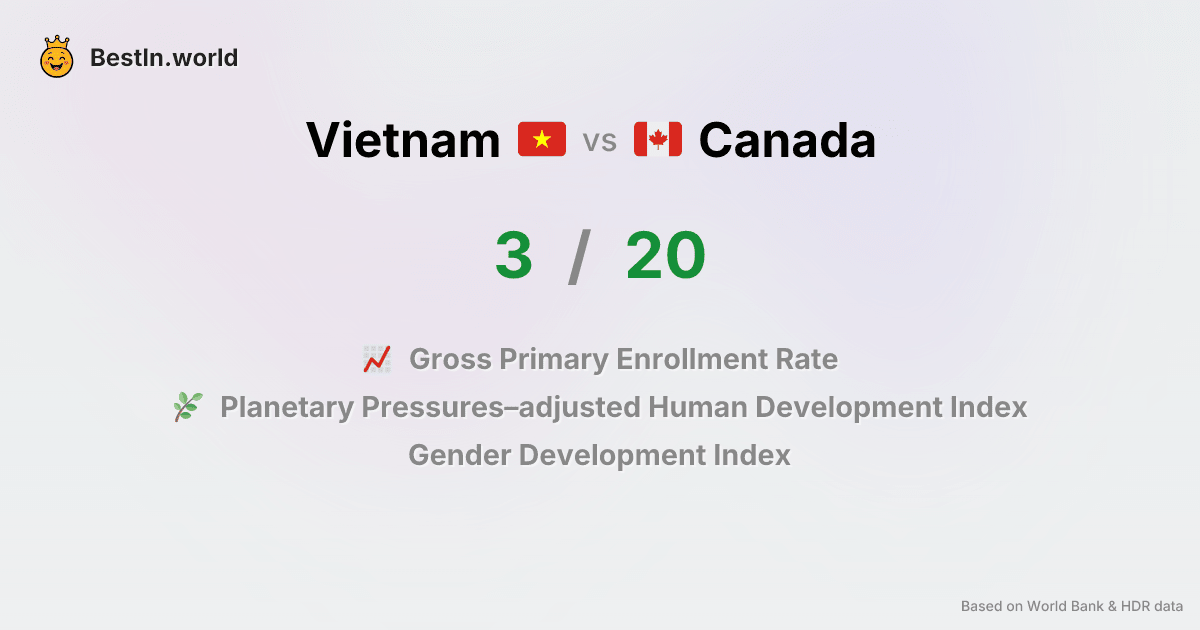 BestIn.world
Vietnam vs Canada
3 / 20
Gross Primary Enrollment Rate
Planetary Pressures–adjusted Human Development Index
Gender Development Index
Based on World Bank & HDR data